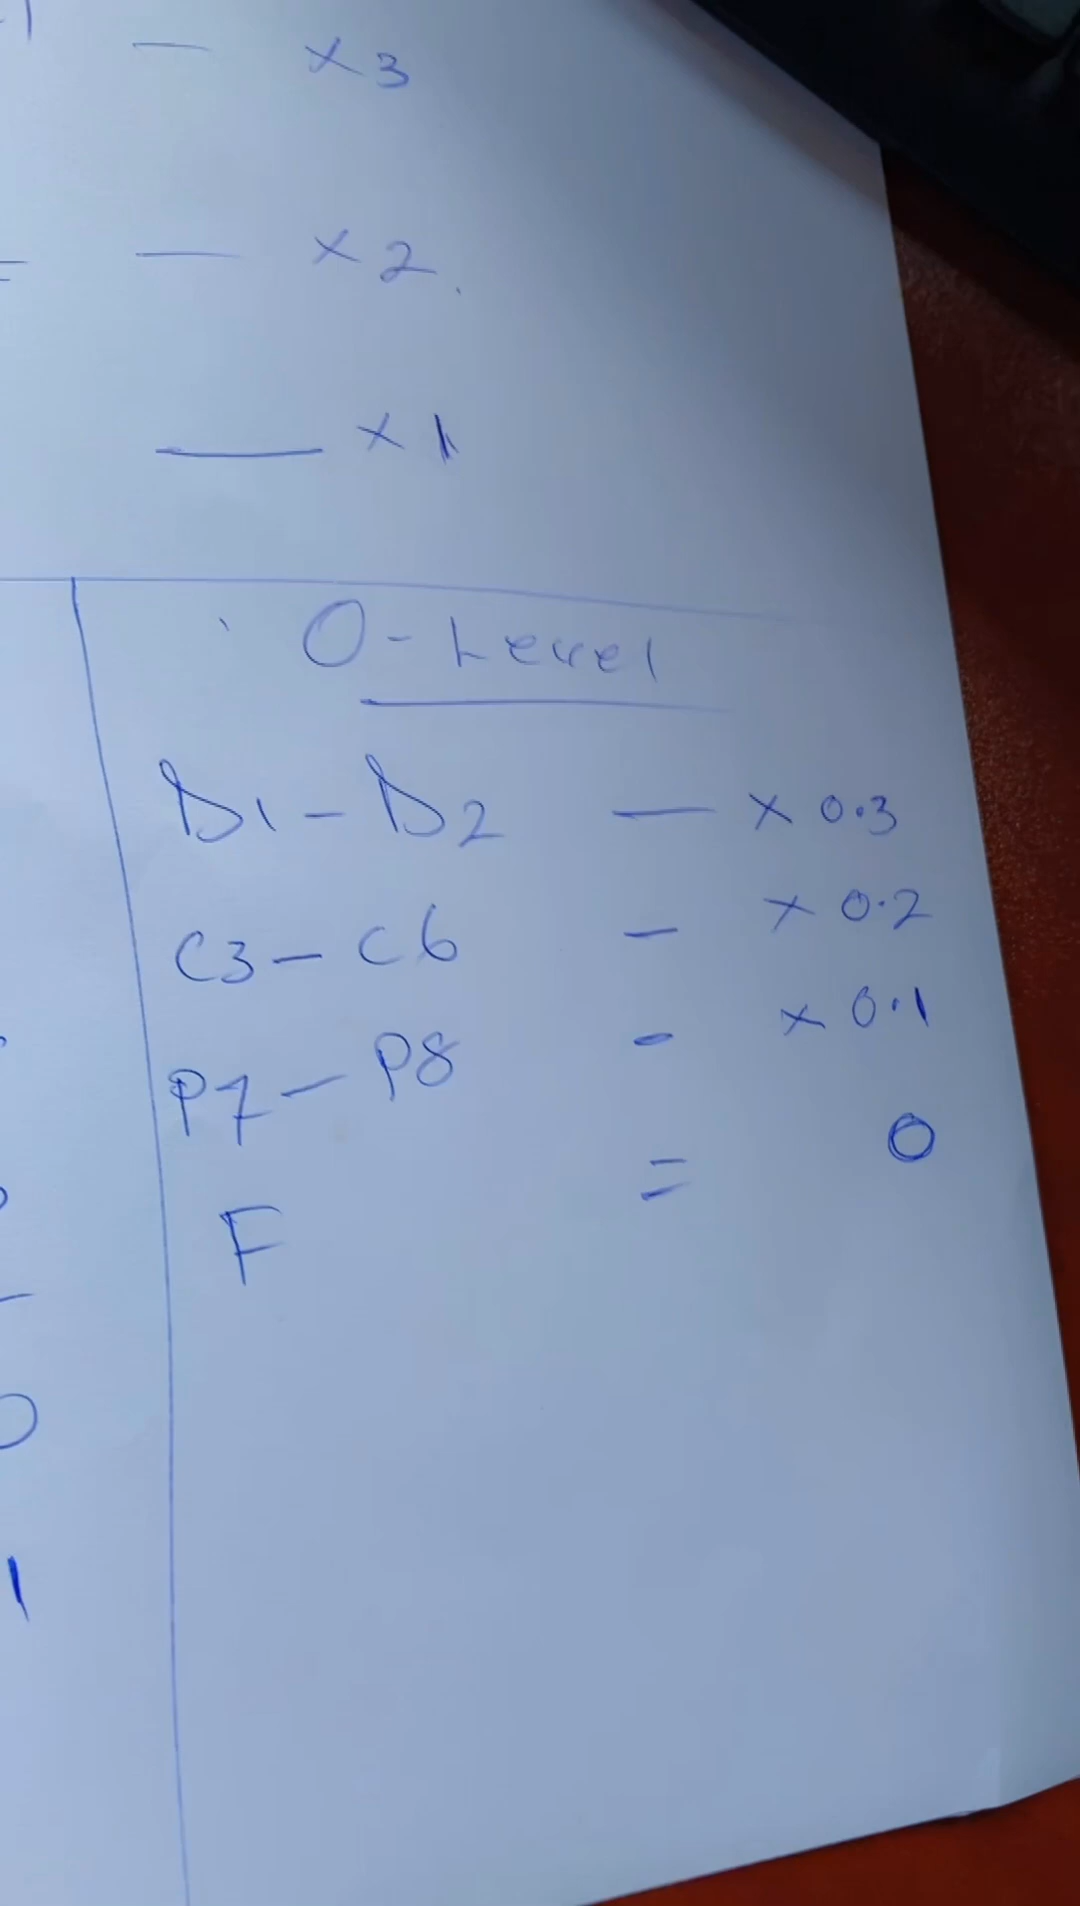 — x3
— x2.
— x1
O-Level
D1-D2 — x 0.3
C3-C6 - x 0.2
P7-P8 - x 0.1
F = 0